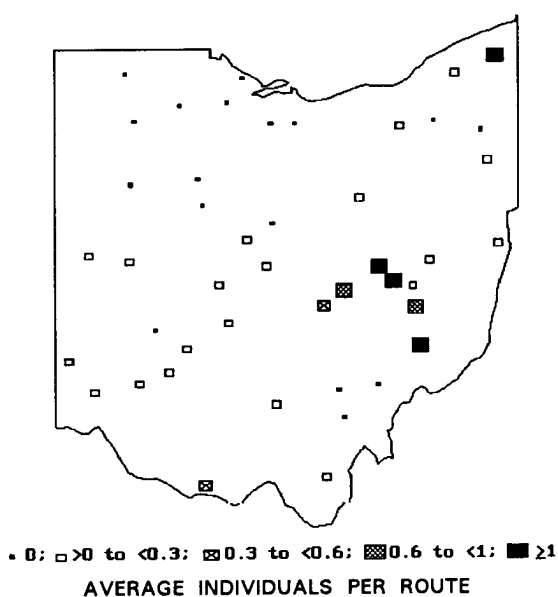 0; >0 to <0.3; 0.3 to <0.6; 0.6 to <1; ≥1
AVERAGE INDIVIDUALS PER ROUTE